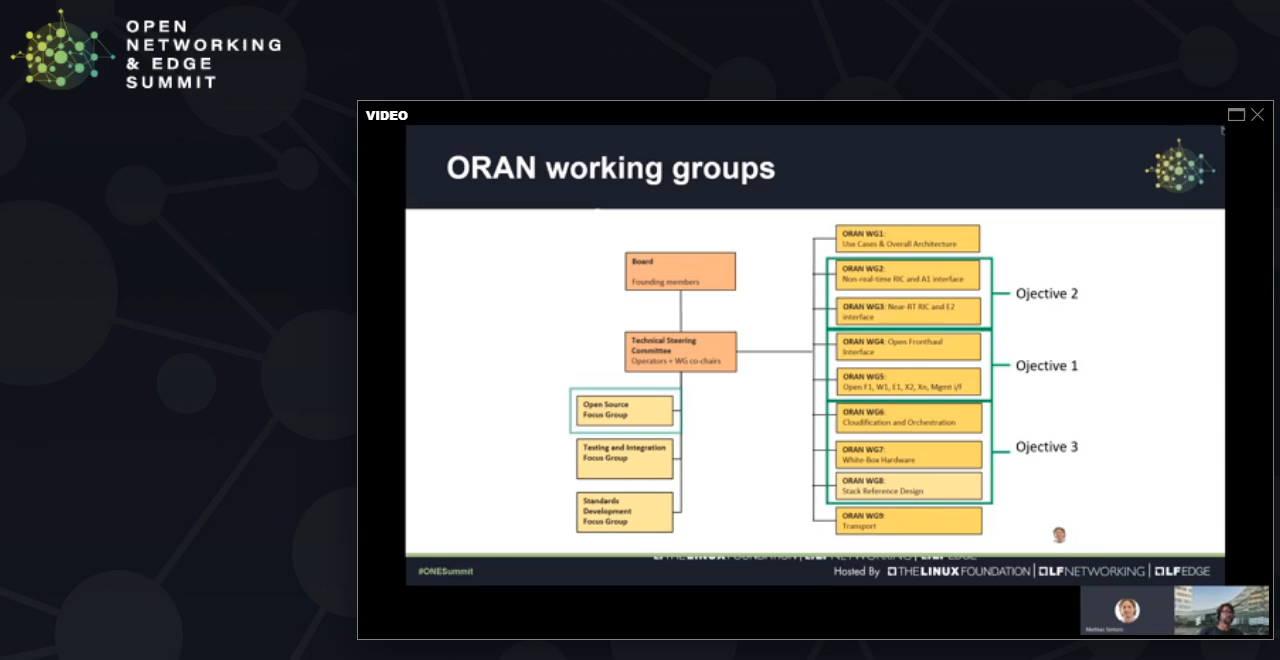 OPEN
NETWORKING
& EDGE
SUMMIT
VIDEO
ORAN working groups
Board
Founding members
Technical Steering
Committee
Operators + WG co-chairs
Open Source
Focus Group
Testing and Integration
Focus Group
Standards
Development
Focus Group
ORAN WG1:
Use Cases & Overall Architecture
ORAN WG2:
Non-real-time RIC and A1 interface
ORAN WG3: Near-RT RIC and E2
interface
ORAN WG4: Open Fronthaul
Interface
ORAN WG5:
Open F1, W1, E1, X2, Xn, Mgmt i/f
ORAN WG6:
Cloudification and Orchestration
ORAN WG7:
White-Box Hardware
ORAN WG8:
Stack Reference Design
ORAN WG9:
Transport
Ojective 2
Ojective 1
Ojective 3
#ONESummit
Hosted By THE LINUX FOUNDATION | LFNETWORKING | LFEDGE